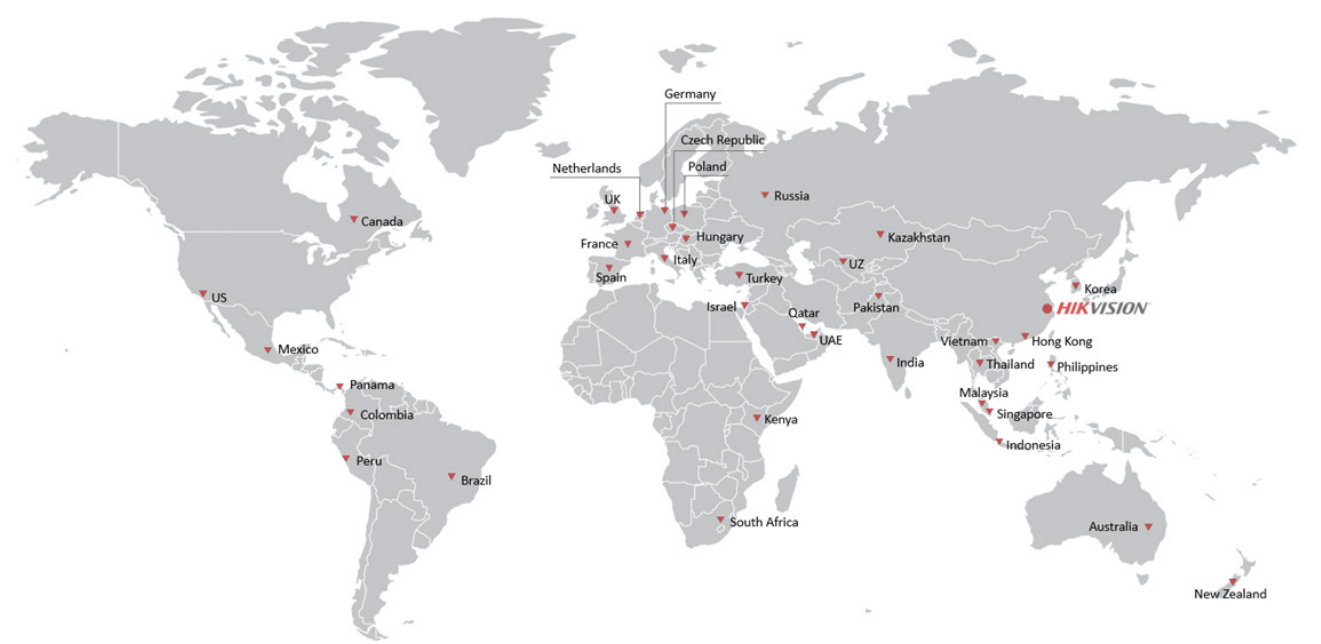 Germany
Czech Republic
Netherlands
Poland
UK
Russia
Canada
France
Hungary
Kazakhstan
Italy
UZ
Spain
Turkey
US
Korea
Israel
Pakistan
HIKVISION
Qatar
UAE
Vietnam
Hong Kong
Mexico
India
Thailand
Philippines
Panama
Malaysia
Colombia
Singapore
Kenya
Indonesia
Peru
Brazil
South Africa
Australia
New Zealand